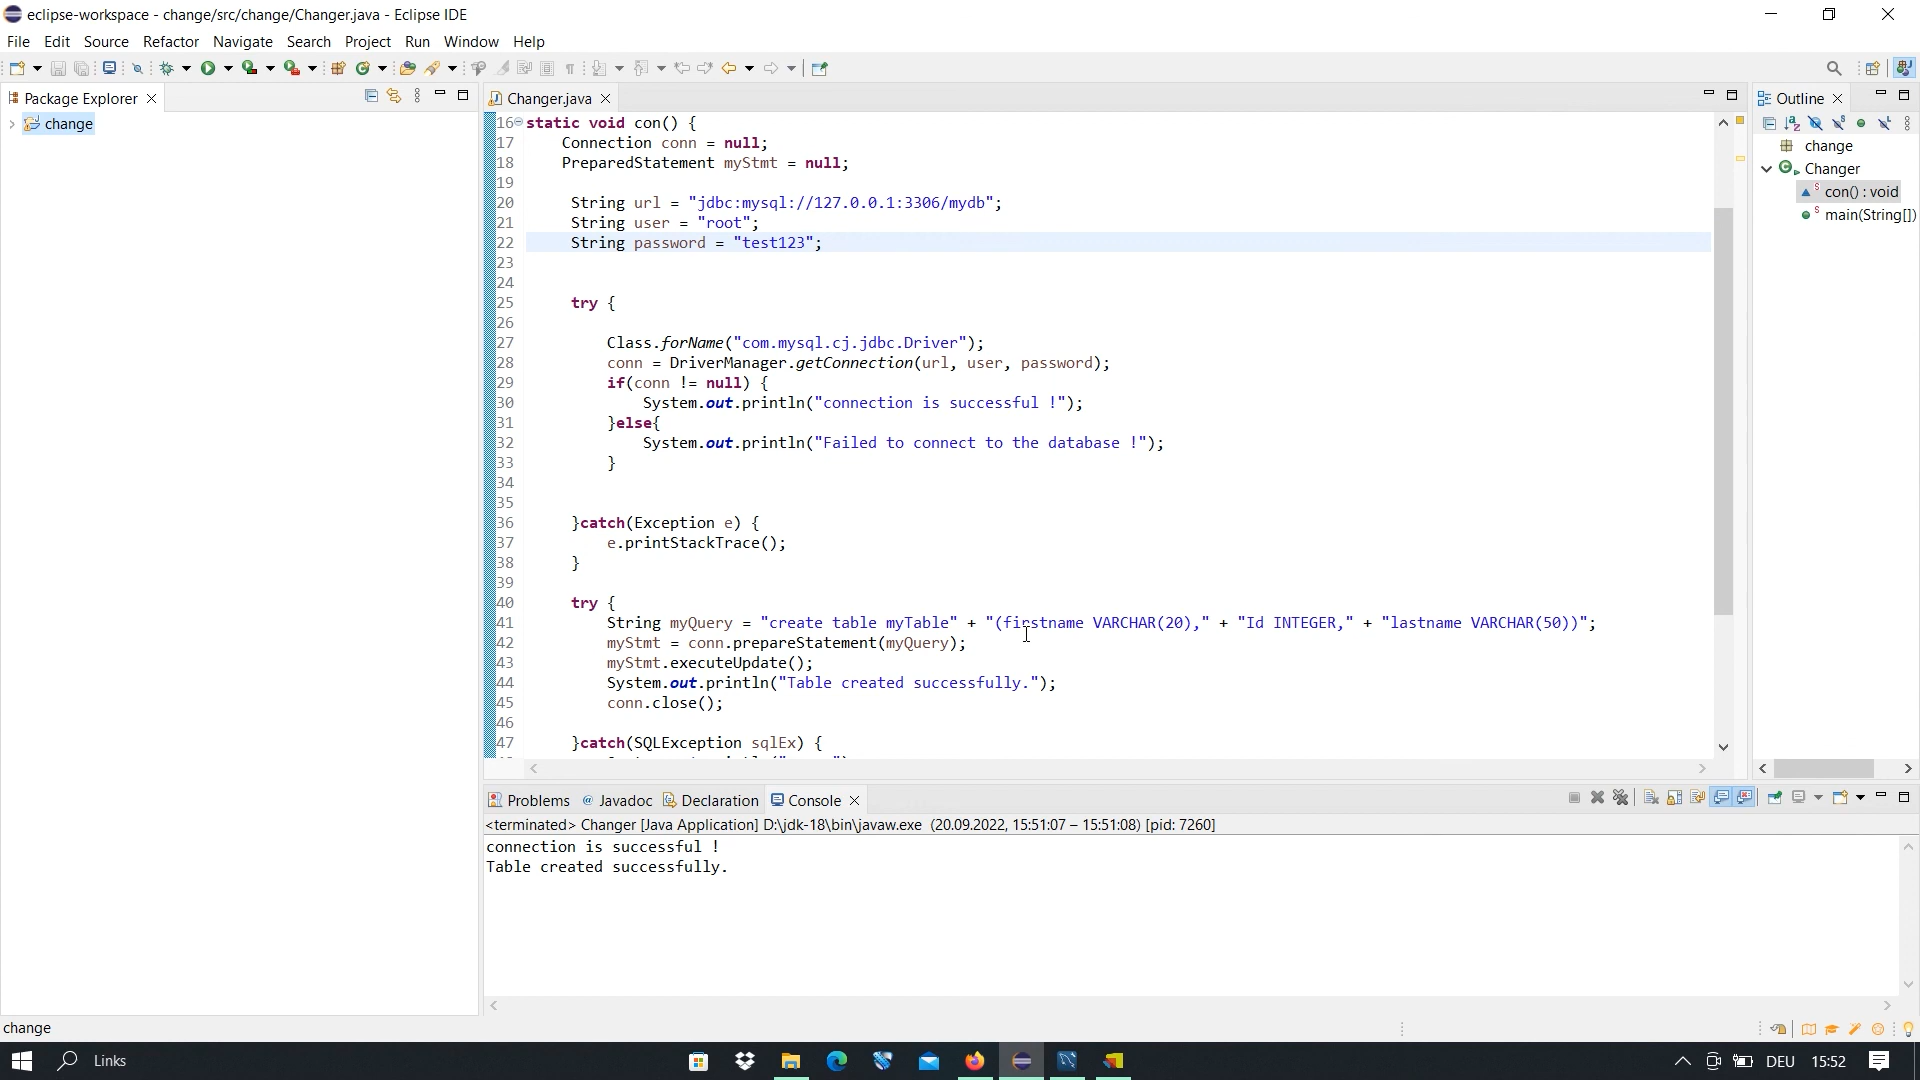 eclipse-workspace - change/src/change/Changer.java - Eclipse IDE
File Edit Source Refactor Navigate Search Project Run Window Help
Package Explorer
Changer.java
Outline
change
change
Changer
con() : void
main(String[])
16 static void con() {
17 Connection conn = null;
18 PreparedStatement myStmt = null;
19
20 String url = "jdbc:mysql://127.0.0.1:3306/mydb";
21 String user = "root";
22 String password = "test123";
23
24
25 try {
26
27 Class.forName("com.mysql.cj.jdbc.Driver");
28 conn = DriverManager.getConnection(url, user, password);
29 if(conn != null) {
30 System.out.println("connection is successful !");
31 }else{
32 System.out.println("Failed to connect to the database !");
33 }
34
35
36 }catch(Exception e) {
37 e.printStackTrace();
38 }
39
40 try {
41 String myQuery = "create table myTable" + "(firstname VARCHAR(20)," + "Id INTEGER," + "lastname VARCHAR(50))";
42 myStmt = conn.prepareStatement(myQuery);
43 myStmt.executeUpdate();
44 System.out.println("Table created successfully.");
45 conn.close();
46
47 }catch(SQLException sqlEx) {
Problems Javadoc Declaration Console
<terminated> Changer [Java Application] D:\jdk-18\bin\javaw.exe (20.09.2022, 15:51:07 – 15:51:08) [pid: 7260]
connection is successful !
Table created successfully.
change
Links
DEU 15:52